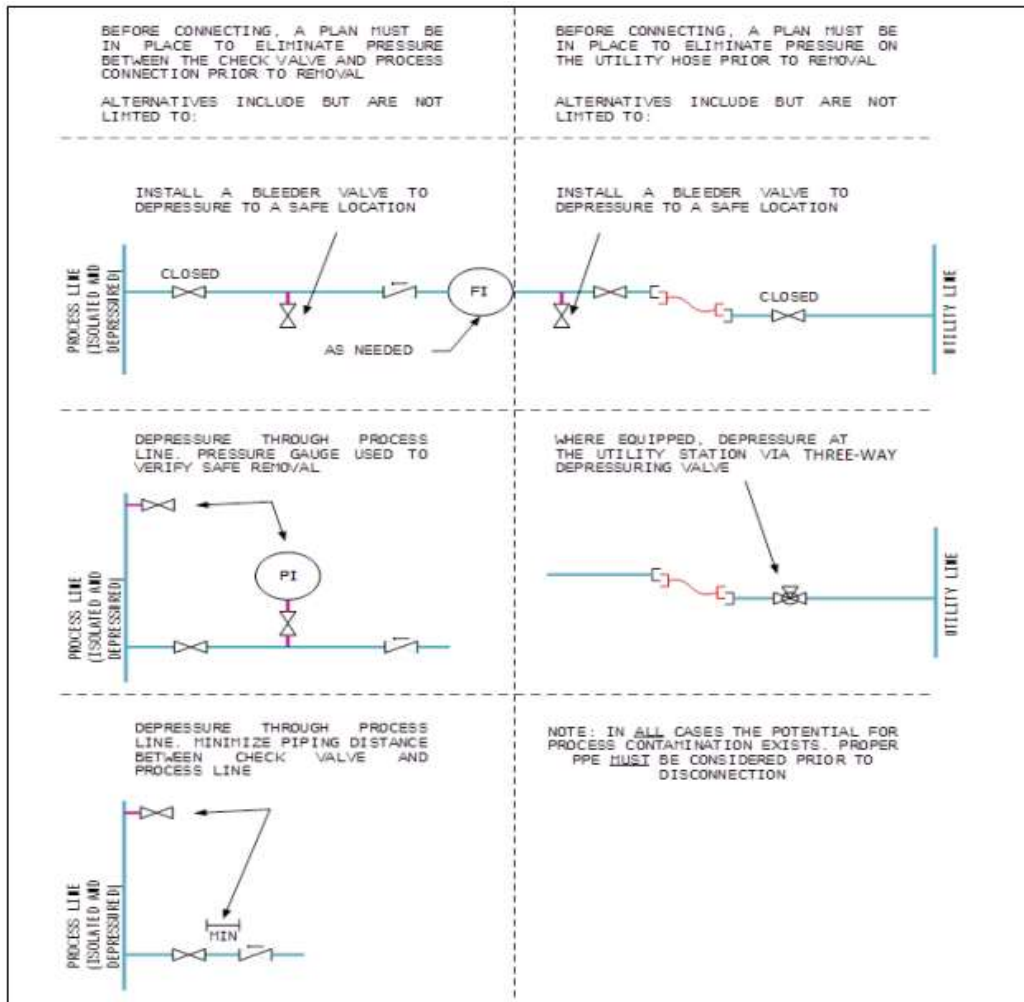 BEFORE CONNECTING, A PLAN MUST BE
IN PLACE TO ELIMINATE PRESSURE
BETWEEN THE CHECK VALVE AND PROCESS
CONNECTION PRIOR TO REMOVAL
ALTERNATIVES INCLUDE BUT ARE NOT
LIMTED TO:
BEFORE CONNECTING, A PLAN MUST BE
IN PLACE TO ELIMINATE PRESSURE ON
THE UTILITY HOSE PRIOR TO REMOVAL
ALTERNATIVES INCLUDE BUT ARE NOT
LIMTED TO:
INSTALL A BLEEDER VALVE TO
DEPRESSURE TO A SAFE LOCATION
INSTALL A BLEEDER VALVE TO
DEPRESSURE TO A SAFE LOCATION
PROCESS LINE
(ISOLATED AND
DEPRESSURED)
CLOSED
FI
AS NEEDED
CLOSED
UTILITY LINE
DEPRESSURE THROUGH PROCESS
LINE. PRESSURE GAUGE USED TO
VERIFY SAFE REMOVAL
PROCESS LINE
(ISOLATED AND
DEPRESSURED)
PI
WHERE EQUIPPED, DEPRESSURE AT
THE UTILITY STATION VIA THREE-WAY
DEPRESSURING VALVE
UTILITY LINE
DEPRESSURE THROUGH PROCESS
LINE. MINIMIZE PIPING DISTANCE
BETWEEN CHECK VALVE AND
PROCESS LINE
PROCESS LINE
(ISOLATED AND
DEPRESSURED)
MIN
NOTE: IN ALL CASES THE POTENTIAL FOR
PROCESS CONTAMINATION EXISTS. PROPER
PPE MUST BE CONSIDERED PRIOR TO
DISCONNECTION